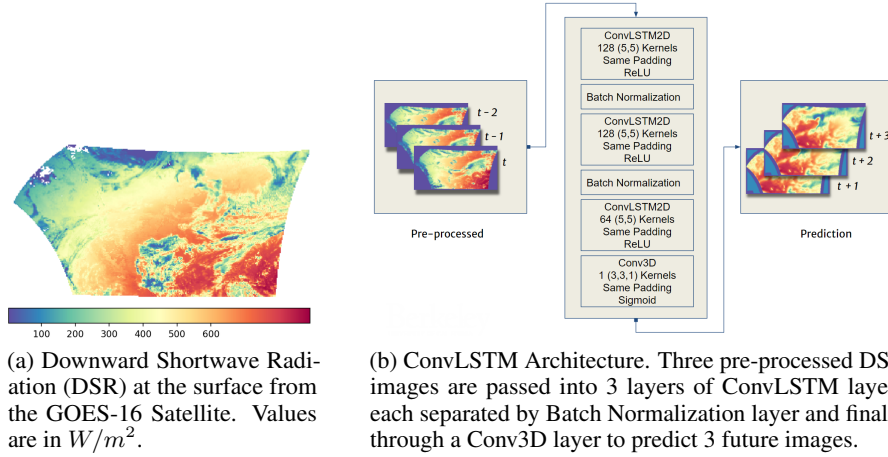 100 200 300 400 500 600
(a) Downward Shortwave Radi-
ation (DSR) at the surface from
the GOES-16 Satellite. Values
are in W/m².
t - 2
t - 1
t
Pre-processed
ConvLSTM2D
128 (5,5) Kernels
Same Padding
ReLU
Batch Normalization
ConvLSTM2D
128 (5,5) Kernels
Same Padding
ReLU
Batch Normalization
ConvLSTM2D
64 (5,5) Kernels
Same Padding
ReLU
Conv3D
1 (3,3,1) Kernels
Same Padding
Sigmoid
t + 3
t + 2
t + 1
Prediction
(b) ConvLSTM Architecture. Three pre-processed DS
images are passed into 3 layers of ConvLSTM laye
each separated by Batch Normalization layer and final
through a Conv3D layer to predict 3 future images.